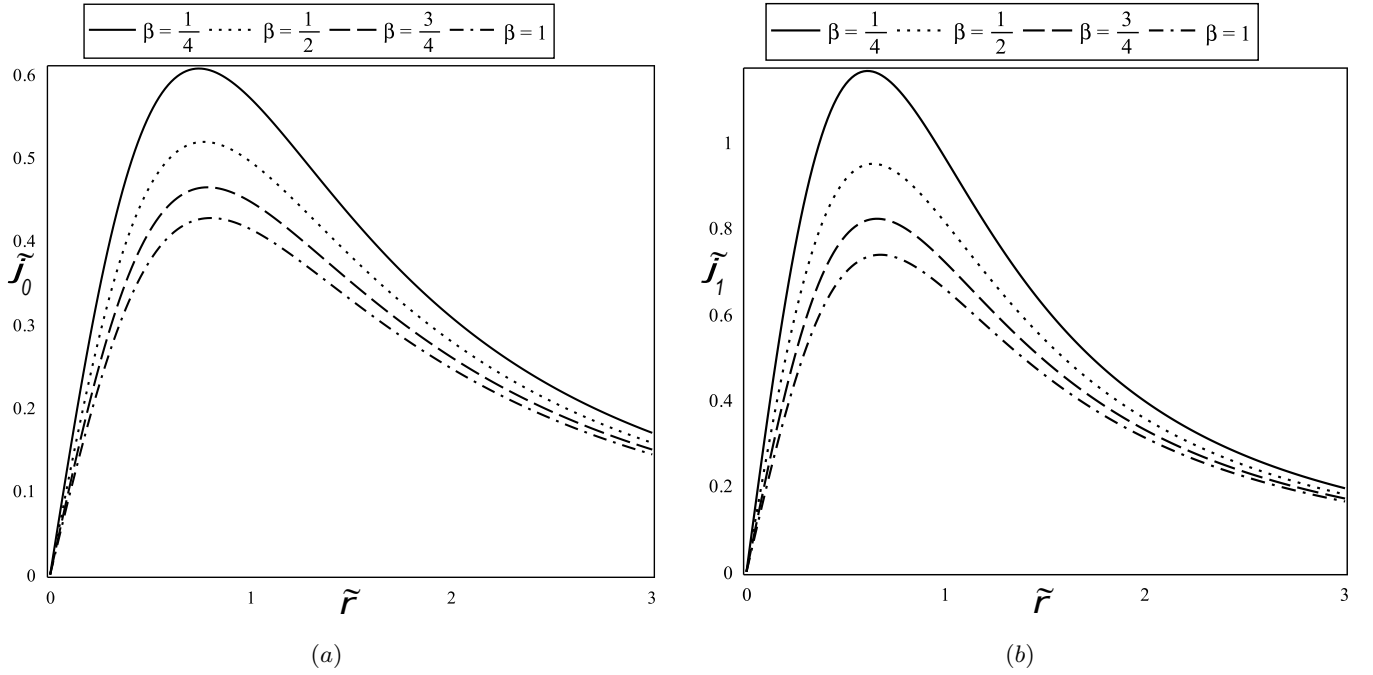 β = 1/4 β = 1/2 β = 3/4 β = 1
0.6
0.5
0.4
j̃₀
0.3
0.2
0.1
0
0 1 2 3
r̃
(a)
β = 1/4 β = 1/2 β = 3/4 β = 1
1
0.8
j̃₁
0.6
0.4
0.2
0
0 1 2 3
r̃
(b)